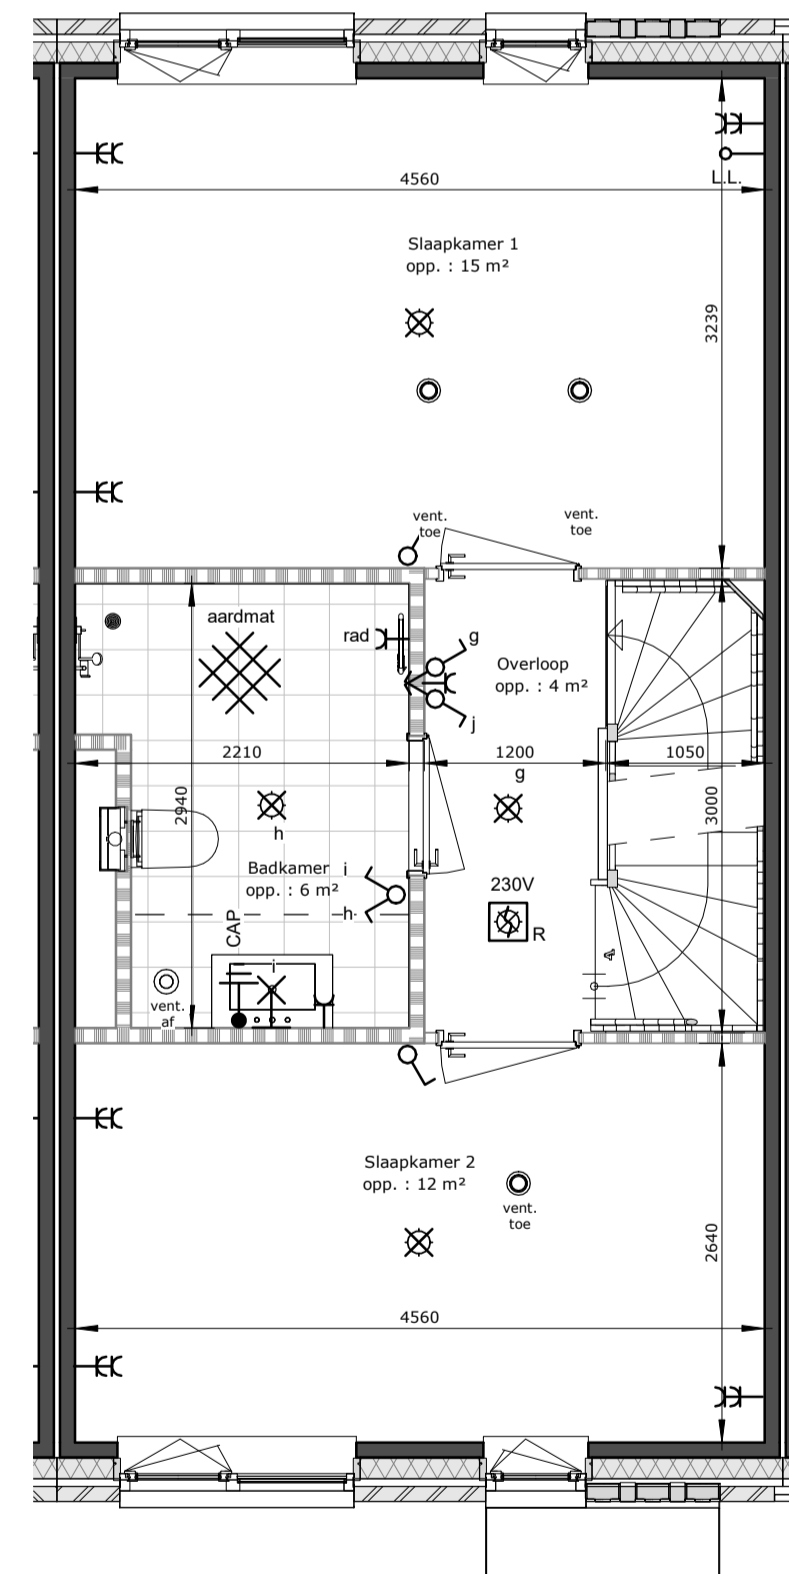 L.L.
4560
Slaapkamer 1
opp. : 15 m²
3239
vent.
toe
vent.
toe
aardmat
rad
g
Overloop
opp. : 4 m²
j
2210
1200
1050
g
2940
3000
h
Badkamer
opp. : 6 m²
i
h
230V
R
CAP
A
i
vent.
af
Slaapkamer 2
opp. : 12 m²
vent.
toe
2640
4560